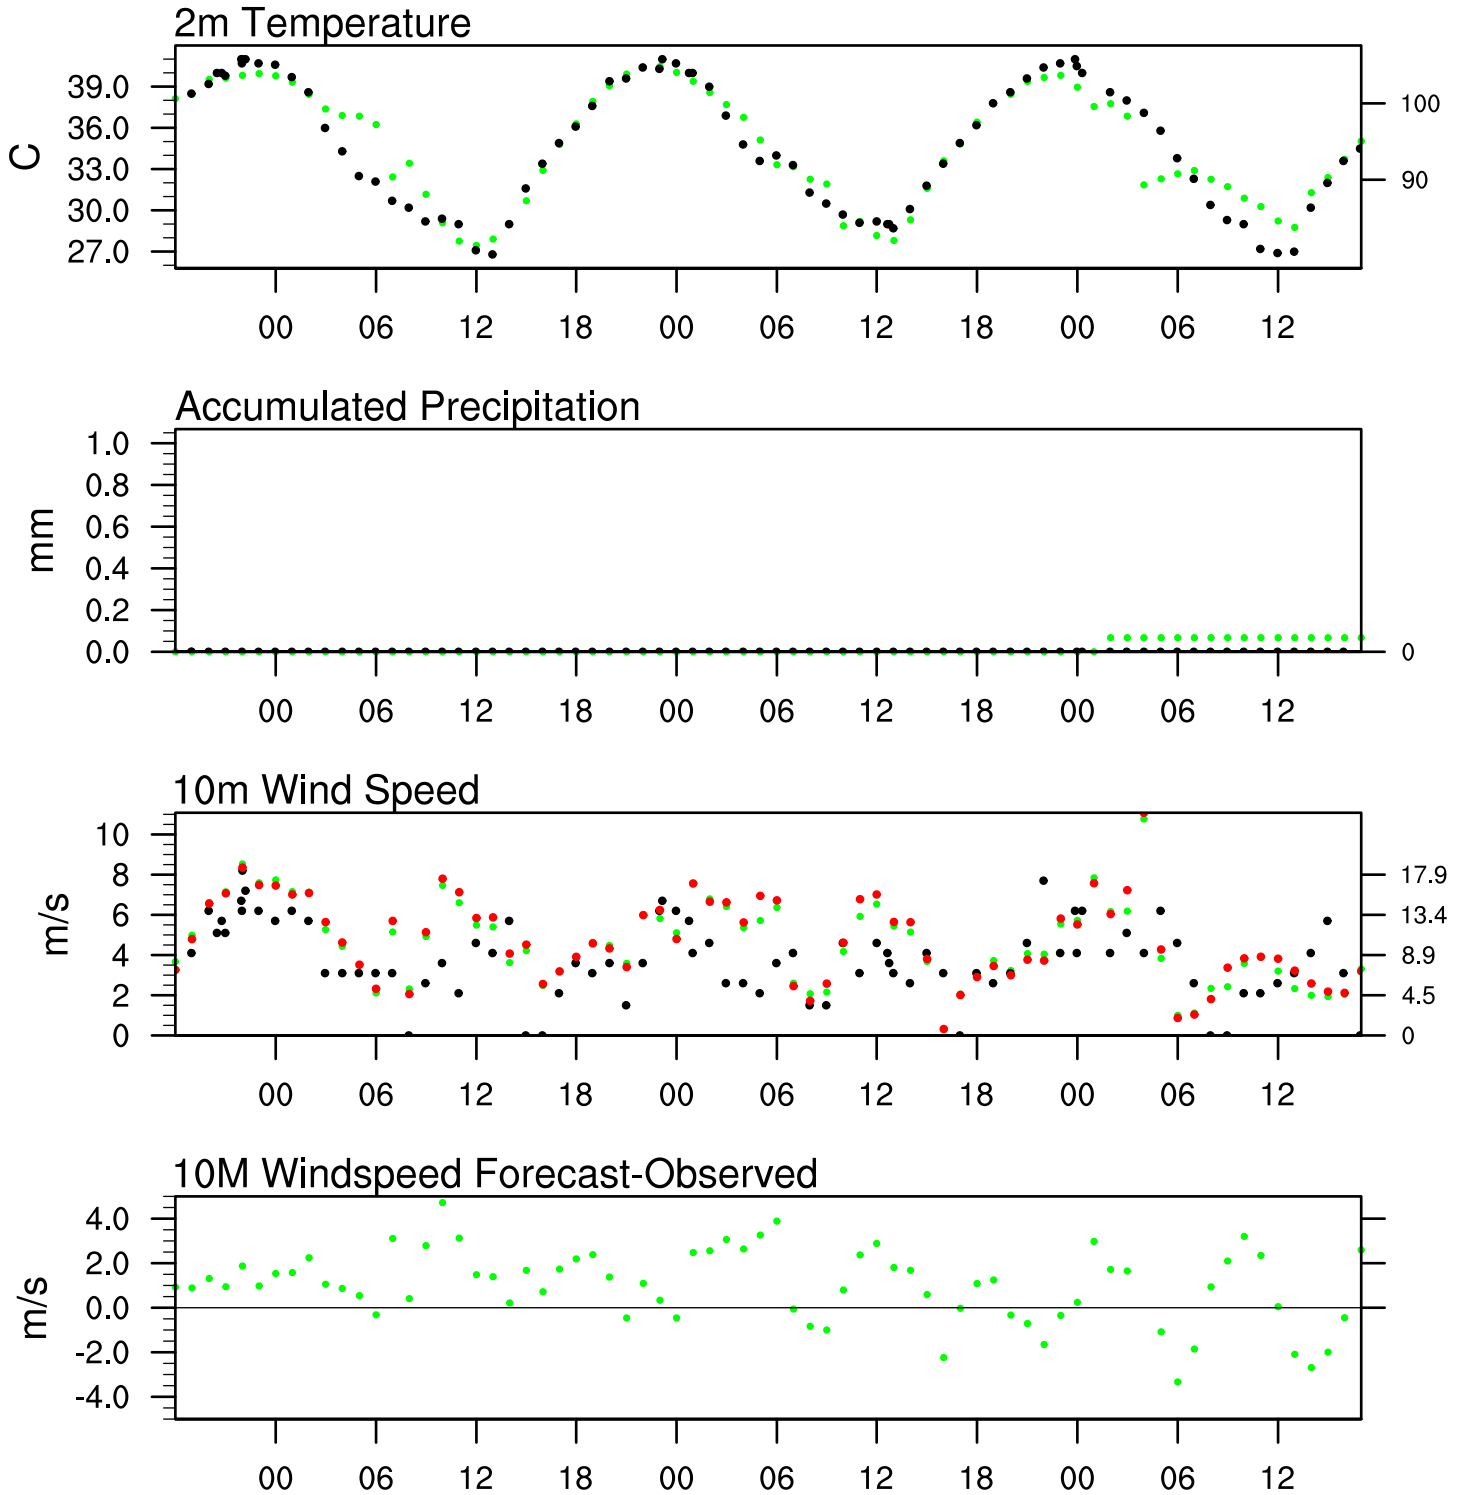 2m Temperature
39.0
36.0
33.0
30.0
27.0
C
100
90
00 06 12 18 00 06 12 18 00 06 12
Accumulated Precipitation
1.0
0.8
0.6
0.4
0.2
0.0
mm
0
00 06 12 18 00 06 12 18 00 06 12
10m Wind Speed
10
8
6
4
2
0
m/s
17.9
13.4
8.9
4.5
0
00 06 12 18 00 06 12 18 00 06 12
10M Windspeed Forecast-Observed
4.0
2.0
0.0
-2.0
-4.0
m/s
00 06 12 18 00 06 12 18 00 06 12